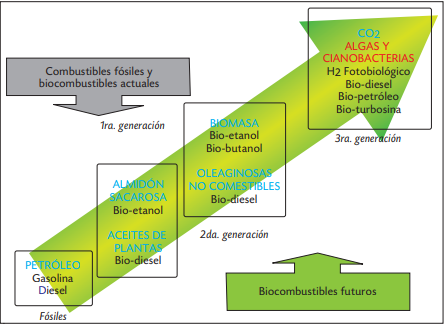 CO2
ALGAS Y
CIANOBACTERIAS
H2 Fotobiológico
Bio-diesel
Bio-petróleo
Bio-turbosina
3ra. generación
Combustibles fósiles y
biocombustibles actuales
1ra. generación
BIOMASA
Bio-etanol
Bio-butanol
OLEAGINOSAS
NO COMESTIBLES
Bio-diesel
2da. generación
ALMIDÓN
SACAROSA
Bio-etanol
ACEITES DE
PLANTAS
Bio-diesel
PETRÓLEO
Gasolina
Diesel
Fósiles
Biocombustibles futuros